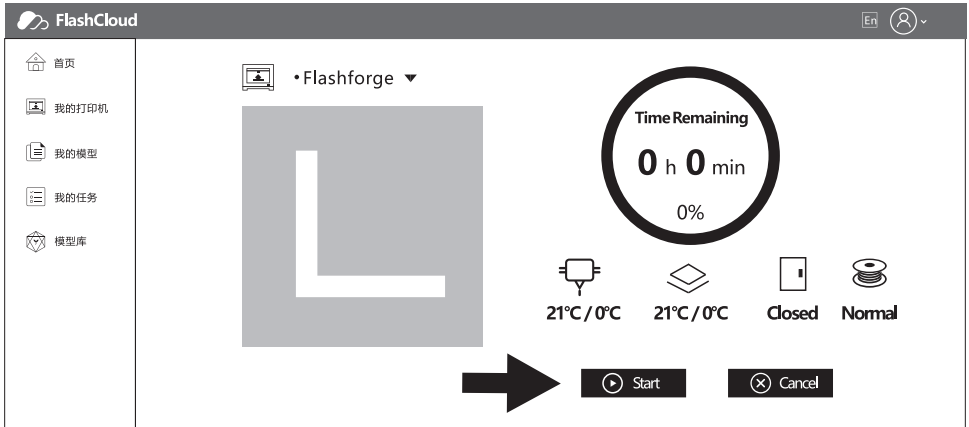 FlashCloud
En
首页
我的打印机
我的模型
我的任务
模型库
•Flashforge
Time Remaining
0 h 0 min
0%
21°C / 0°C
21°C / 0°C
Closed
Normal
Start
Cancel